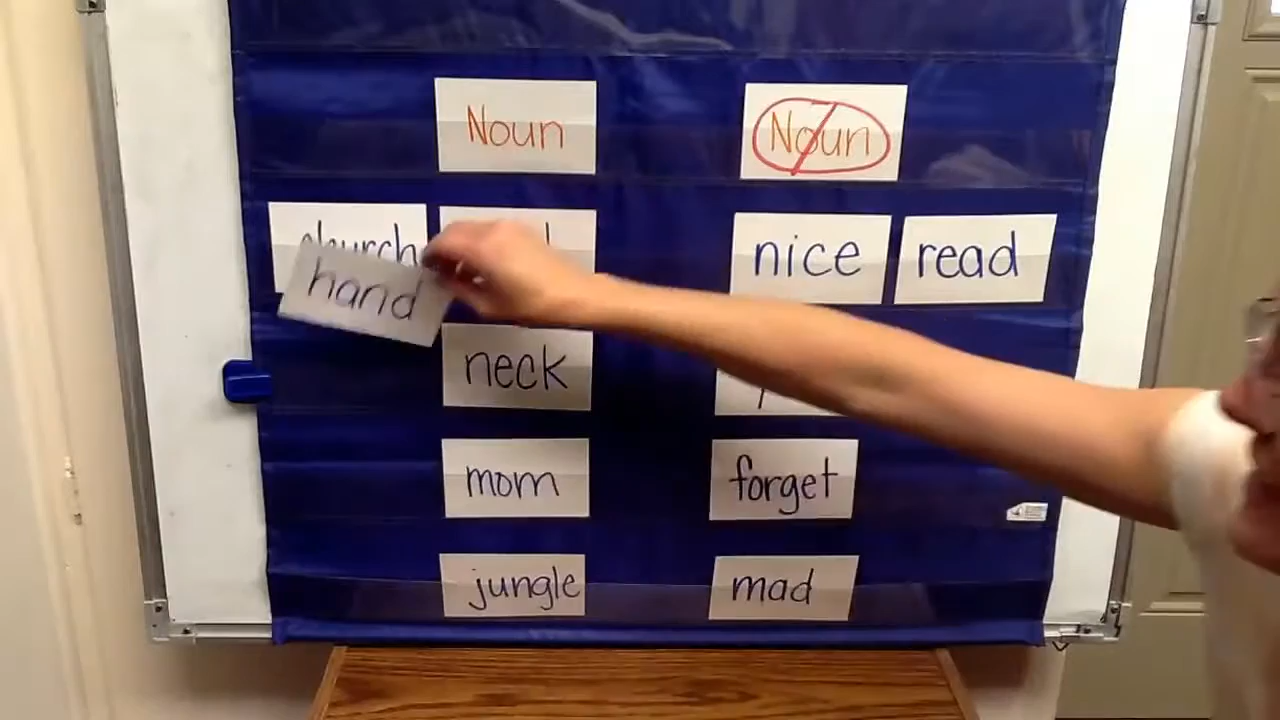 Noun
Noun
church
hand
nice
read
neck
mom
forget
jungle
mad